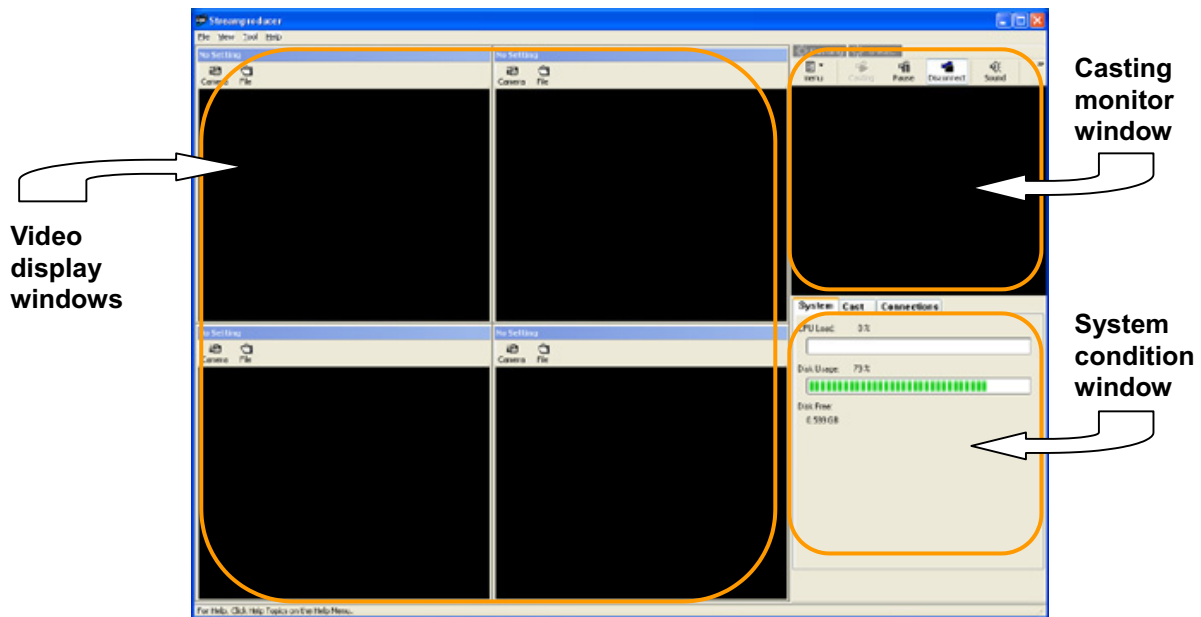 Streamproducer
File View Tool Help
No Setting
Camera File
No Setting
Camera File
menu Casting Pause Disconnect Sound
Casting
monitor
window
Video
display
windows
No Setting
Camera File
No Setting
Camera File
System Cast Connections
CPU Load: 0 %
Disk Usage: 79 %
Disk Free:
System
condition
window
For Help, Click Help Topics on the Help Menu.